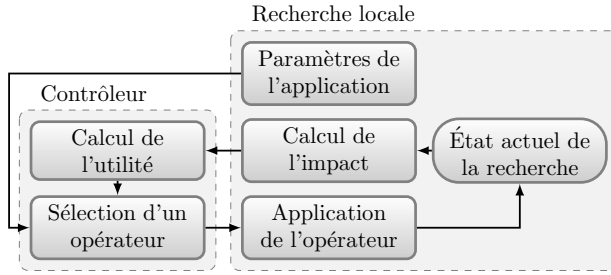 Recherche locale
Paramètres de
l'application
Contrôleur
Calcul de
l'utilité
Calcul de
l'impact
État actuel de
la recherche
Sélection d'un
opérateur
Application
de l'opérateur